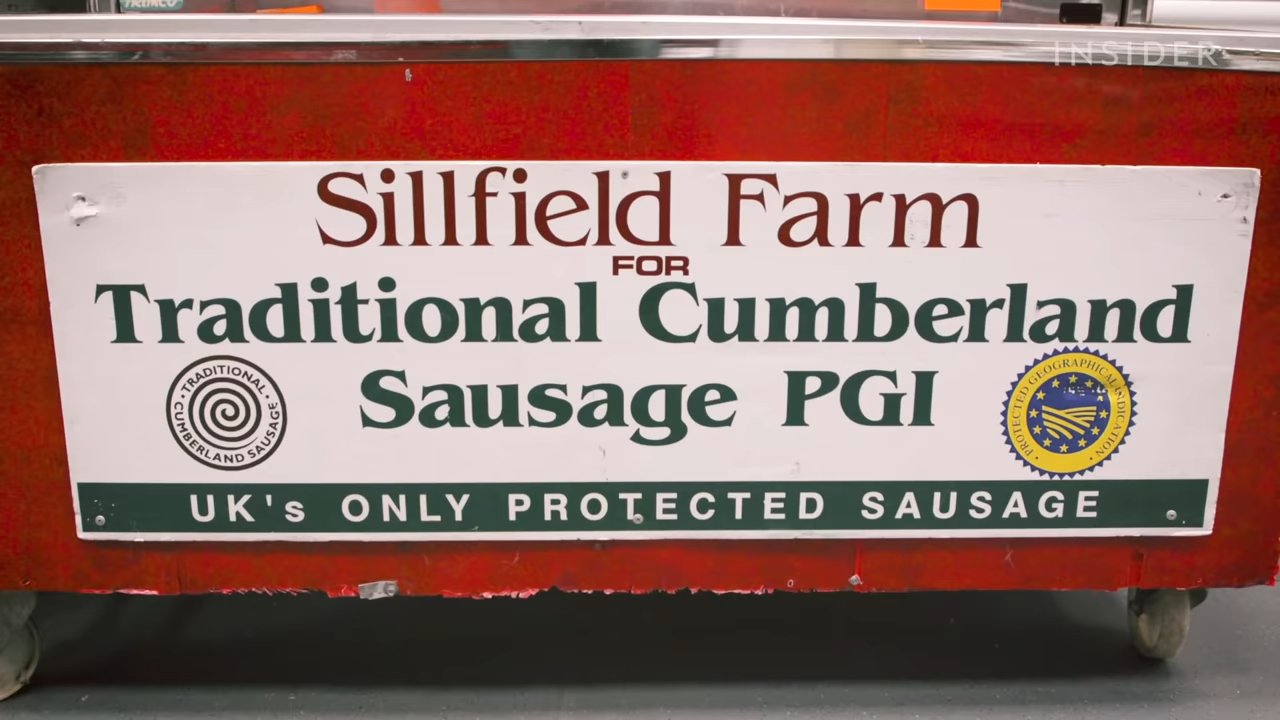 INSIDER
Sillfield Farm
FOR
Traditional Cumberland
Sausage PGI
· TRADITIONAL · CUMBERLAND SAUSAGE
· PROTECTED GEOGRAPHICAL INDICATION ·
UK's ONLY PROTECTED SAUSAGE